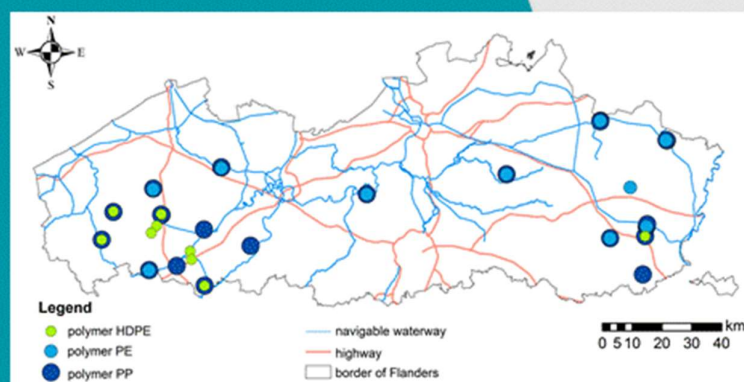 N
W E
S
Legend
polymer HDPE
polymer PE
polymer PP
navigable waterway
highway
border of Flanders
km
0 5 10 20 30 40